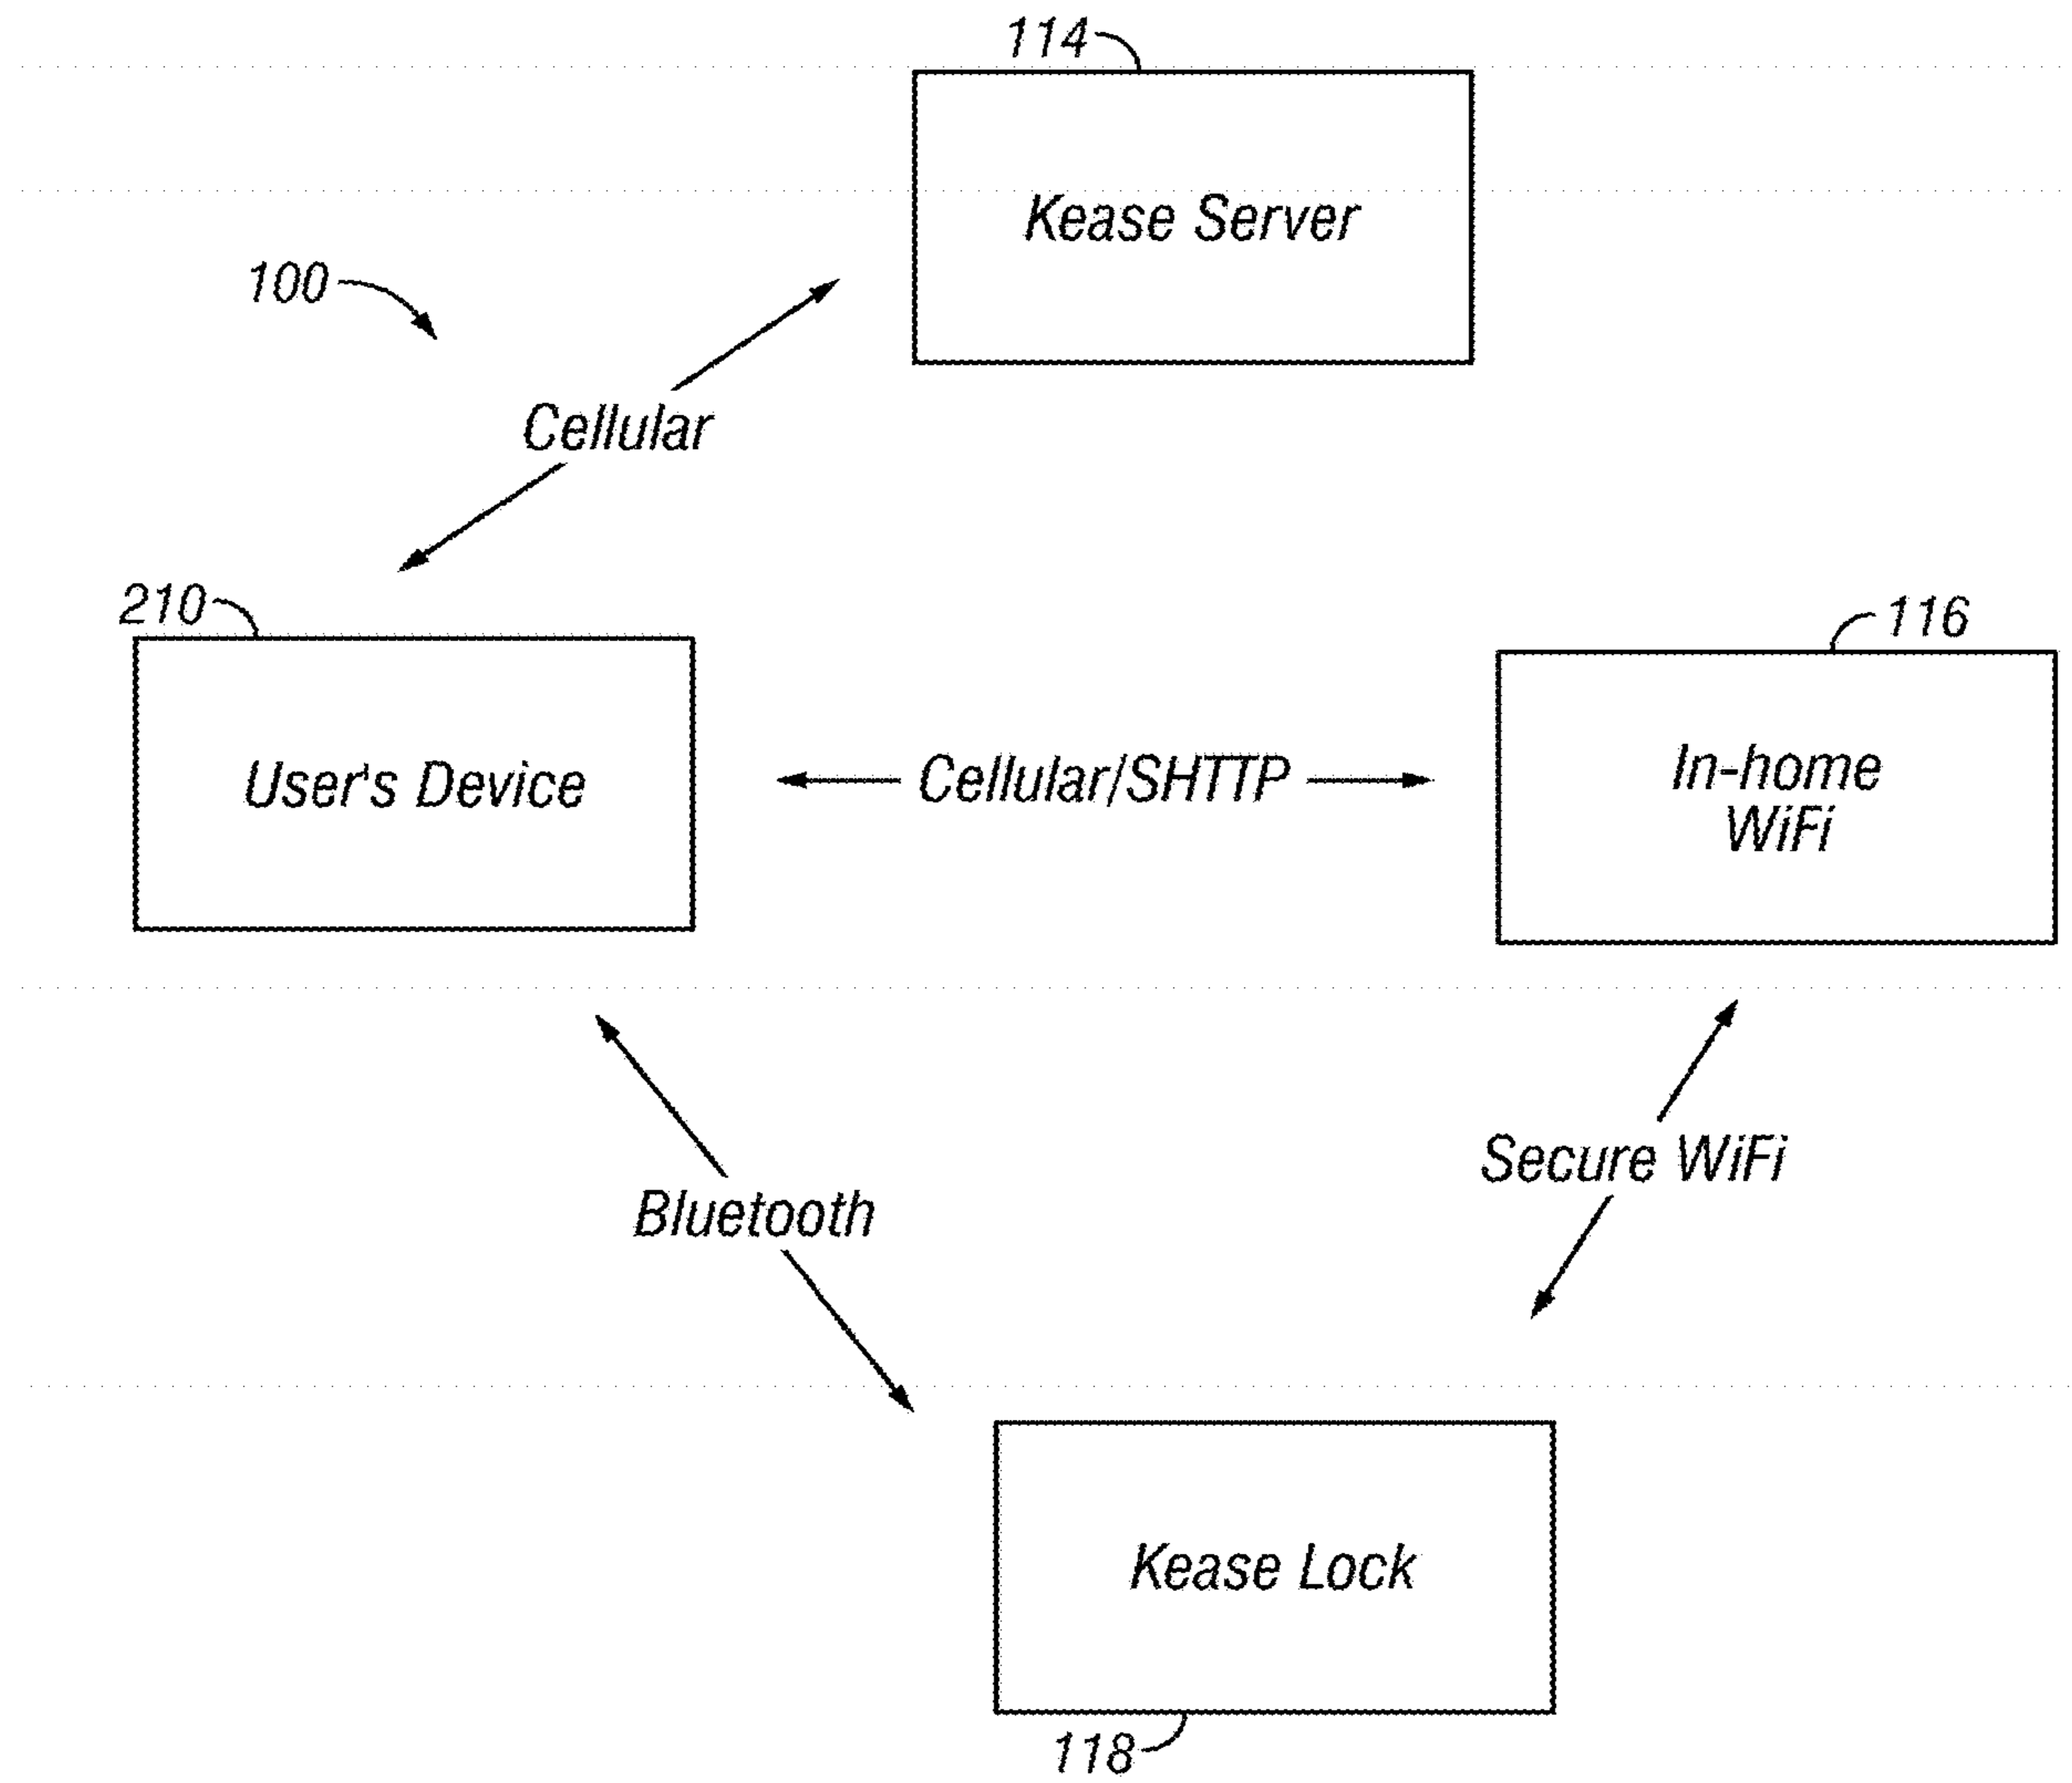 114
Kease Server
100
Cellular
210
116
User's Device
Cellular/SHTTP
In-home
WiFi
Secure WiFi
Bluetooth
Kease Lock
118